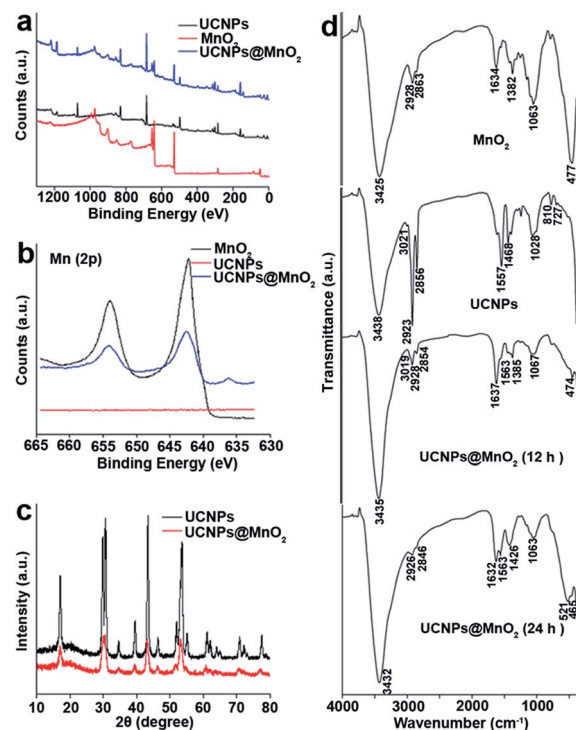 a
UCNPs
MnO2
UCNPs@MnO2
Counts (a.u.)
1200 1000 800 600 400 200 0
Binding Energy (eV)
b
Mn (2p)
MnO2
UCNPs
UCNPs@MnO2
Counts (a.u.)
665 660 655 650 645 640 635 630
Binding Energy (eV)
c
UCNPs
UCNPs@MnO2
Intensity (a.u.)
10 20 30 40 50 60 70 80
2θ (degree)
d
Transmittance (a.u.)
3425
2928
2863
1634
1382
1063
477
MnO2
3438
3021
2923
2856
1557
1468
1028
810
727
UCNPs
3435
3019
2928
2854
1637
1563
1385
1067
474
UCNPs@MnO2 (12 h )
3432
2926
2846
1632
1563
1426
1063
521
465
UCNPs@MnO2 (24 h )
4000 3000 2000 1000
Wavenumber (cm-1)